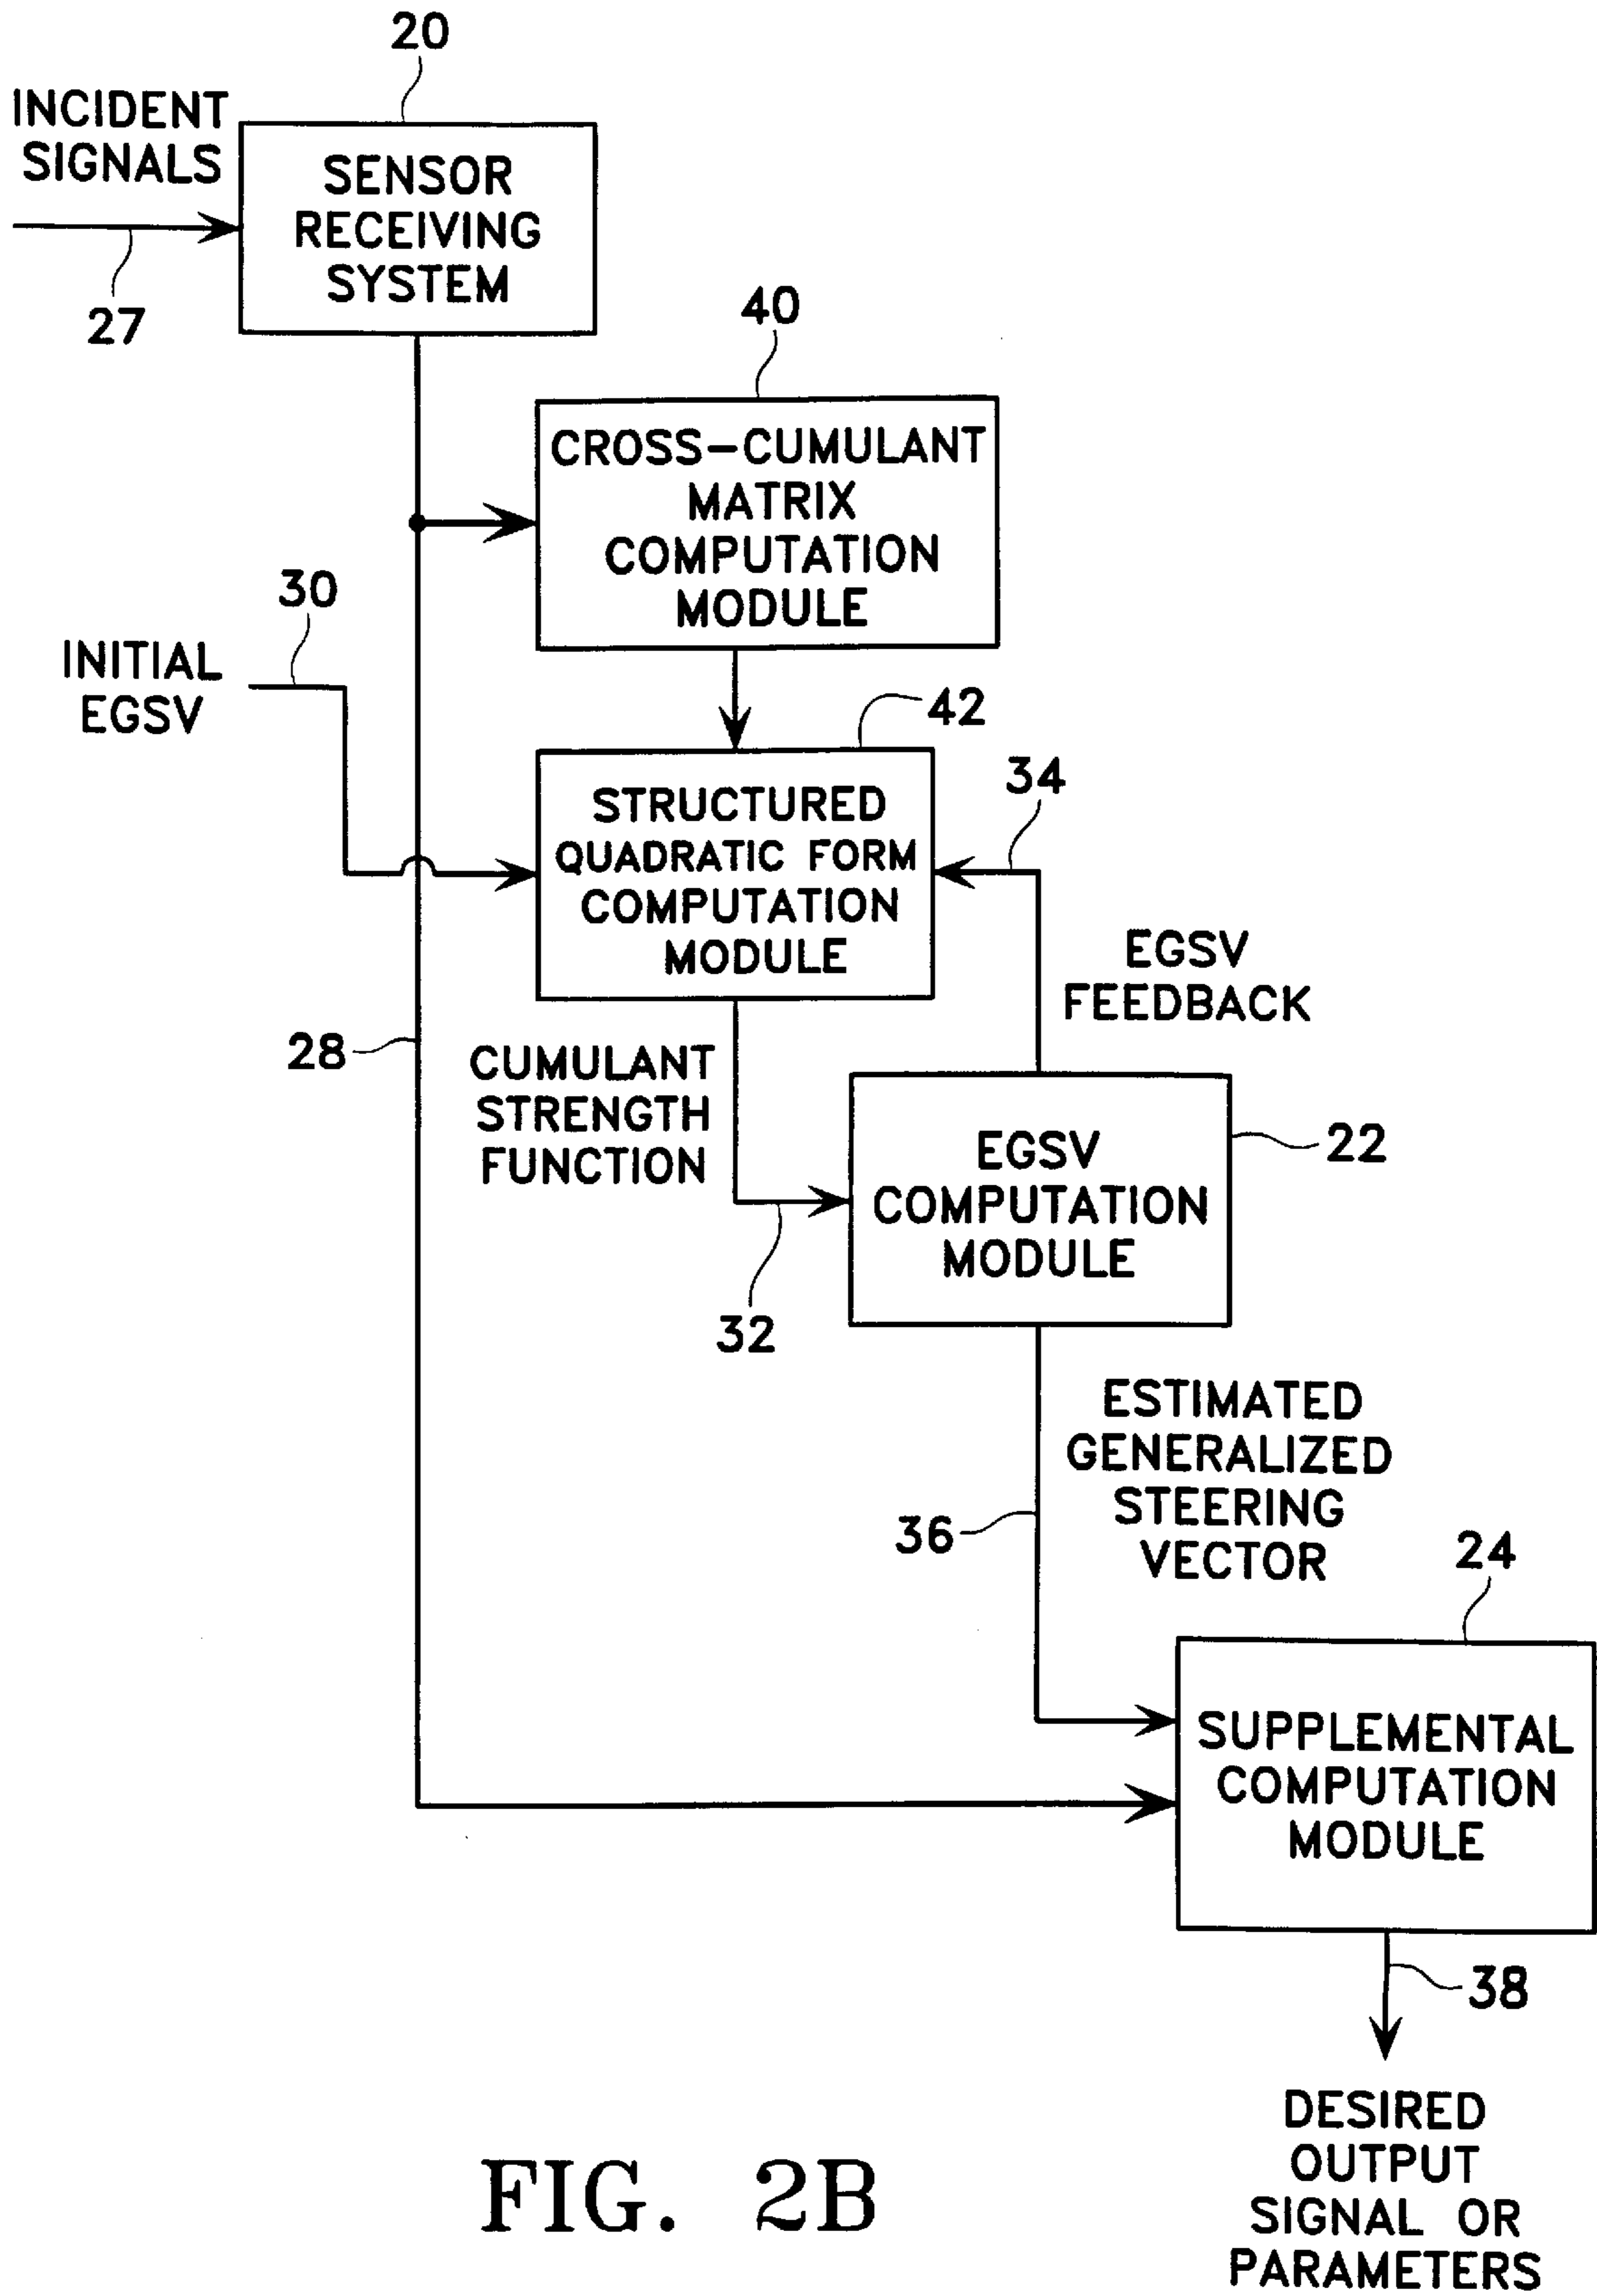 20
INCIDENT
SIGNALS
SENSOR
RECEIVING
SYSTEM
27
40
CROSS-CUMULANT
MATRIX
COMPUTATION
MODULE
30
INITIAL
EGSV
42
STRUCTURED
QUADRATIC FORM
COMPUTATION
MODULE
34
EGSV
FEEDBACK
28
CUMULANT
STRENGTH
FUNCTION
EGSV
COMPUTATION
MODULE
22
32
ESTIMATED
GENERALIZED
STEERING
VECTOR
36
24
SUPPLEMENTAL
COMPUTATION
MODULE
38
DESIRED
OUTPUT
SIGNAL OR
PARAMETERS
FIG. 2B